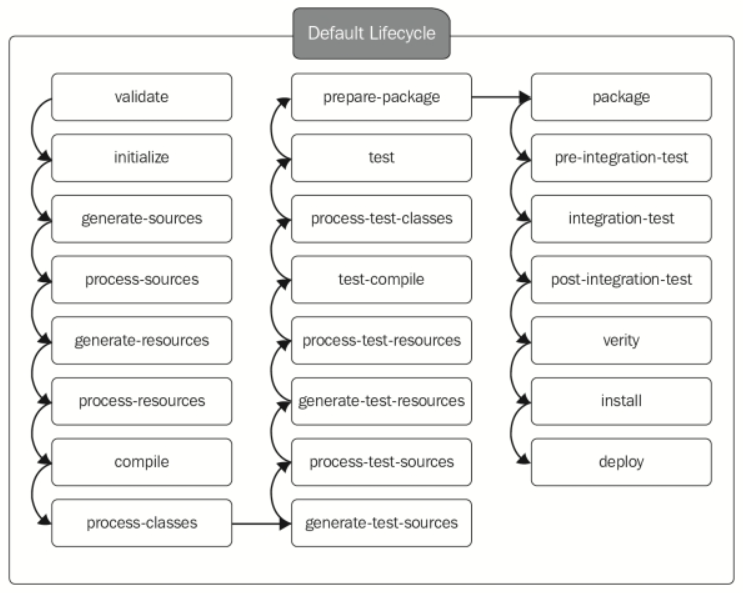 Default Lifecycle
validate
initialize
generate-sources
process-sources
generate-resources
process-resources
compile
process-classes
generate-test-sources
process-test-sources
generate-test-resources
process-test-resources
test-compile
process-test-classes
test
prepare-package
package
pre-integration-test
integration-test
post-integration-test
verity
install
deploy